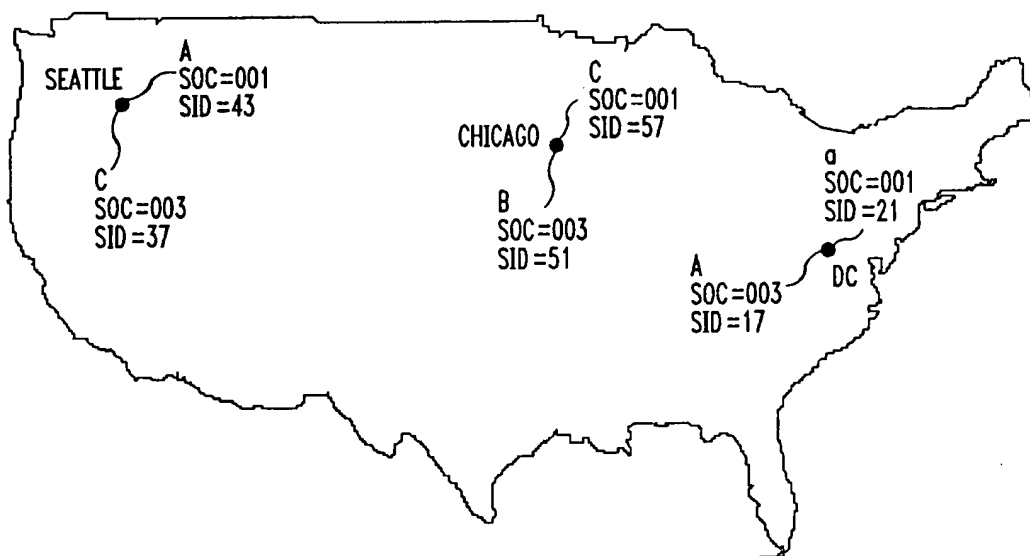 SEATTLE
A
SOC=001
SID=43
C
SOC=003
SID=37
CHICAGO
C
SOC=001
SID=57
B
SOC=003
SID=51
a
SOC=001
SID=21
DC
A
SOC=003
SID=17